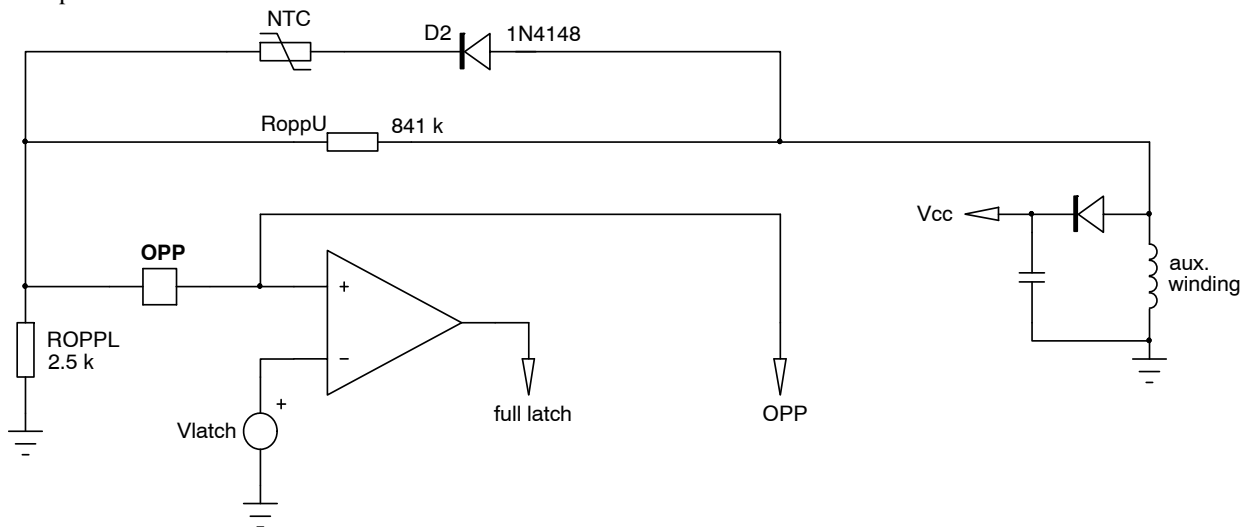 NTC
D2 1N4148
RoppU 841 k
Vcc
OPP
aux.
winding
+
ROPPL
2.5 k
−
+
Vlatch
full latch
OPP